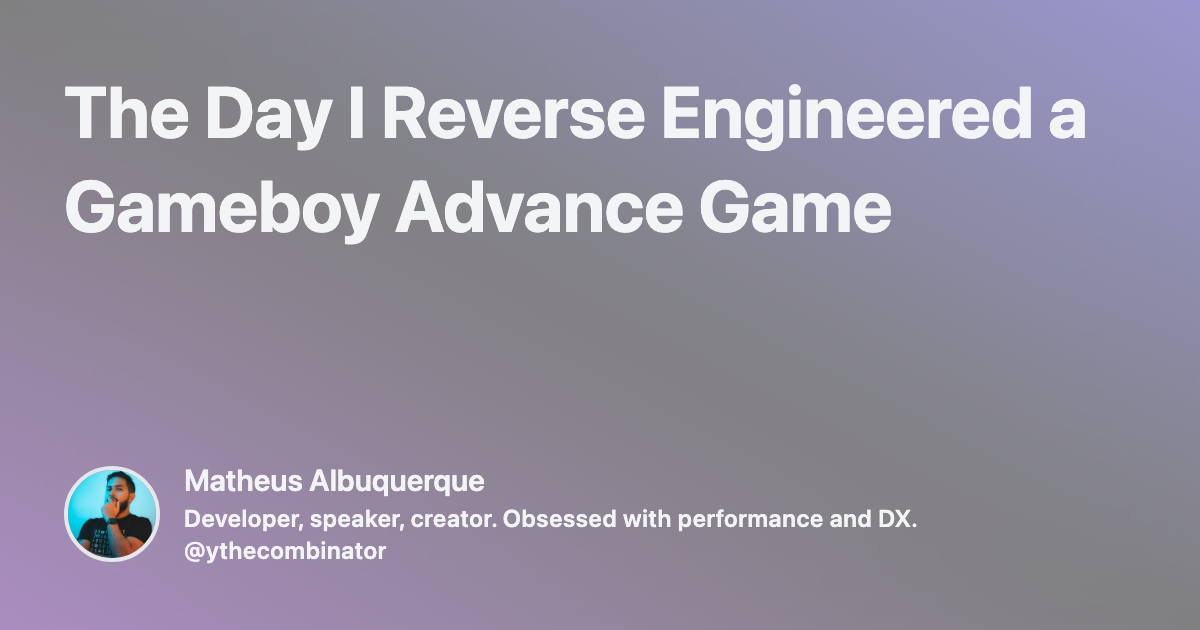 The Day I Reverse Engineered a
Gameboy Advance Game
Matheus Albuquerque
Developer, speaker, creator. Obsessed with performance and DX.
@ythecombinator